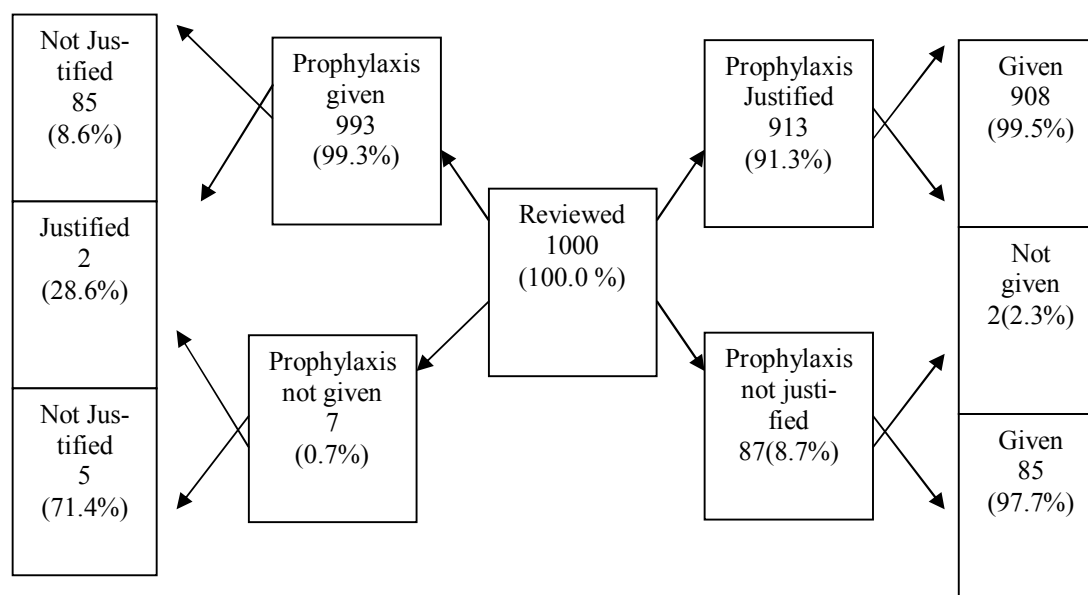 Not Jus-
tified
85
(8.6%)
Justified
2
(28.6%)
Not Jus-
tified
5
(71.4%)
Prophylaxis
given
993
(99.3%)
Prophylaxis
not given
7
(0.7%)
Reviewed
1000
(100.0 %)
Prophylaxis
Justified
913
(91.3%)
Prophylaxis
not justi-
fied
87(8.7%)
Given
908
(99.5%)
Not
given
2(2.3%)
Given
85
(97.7%)